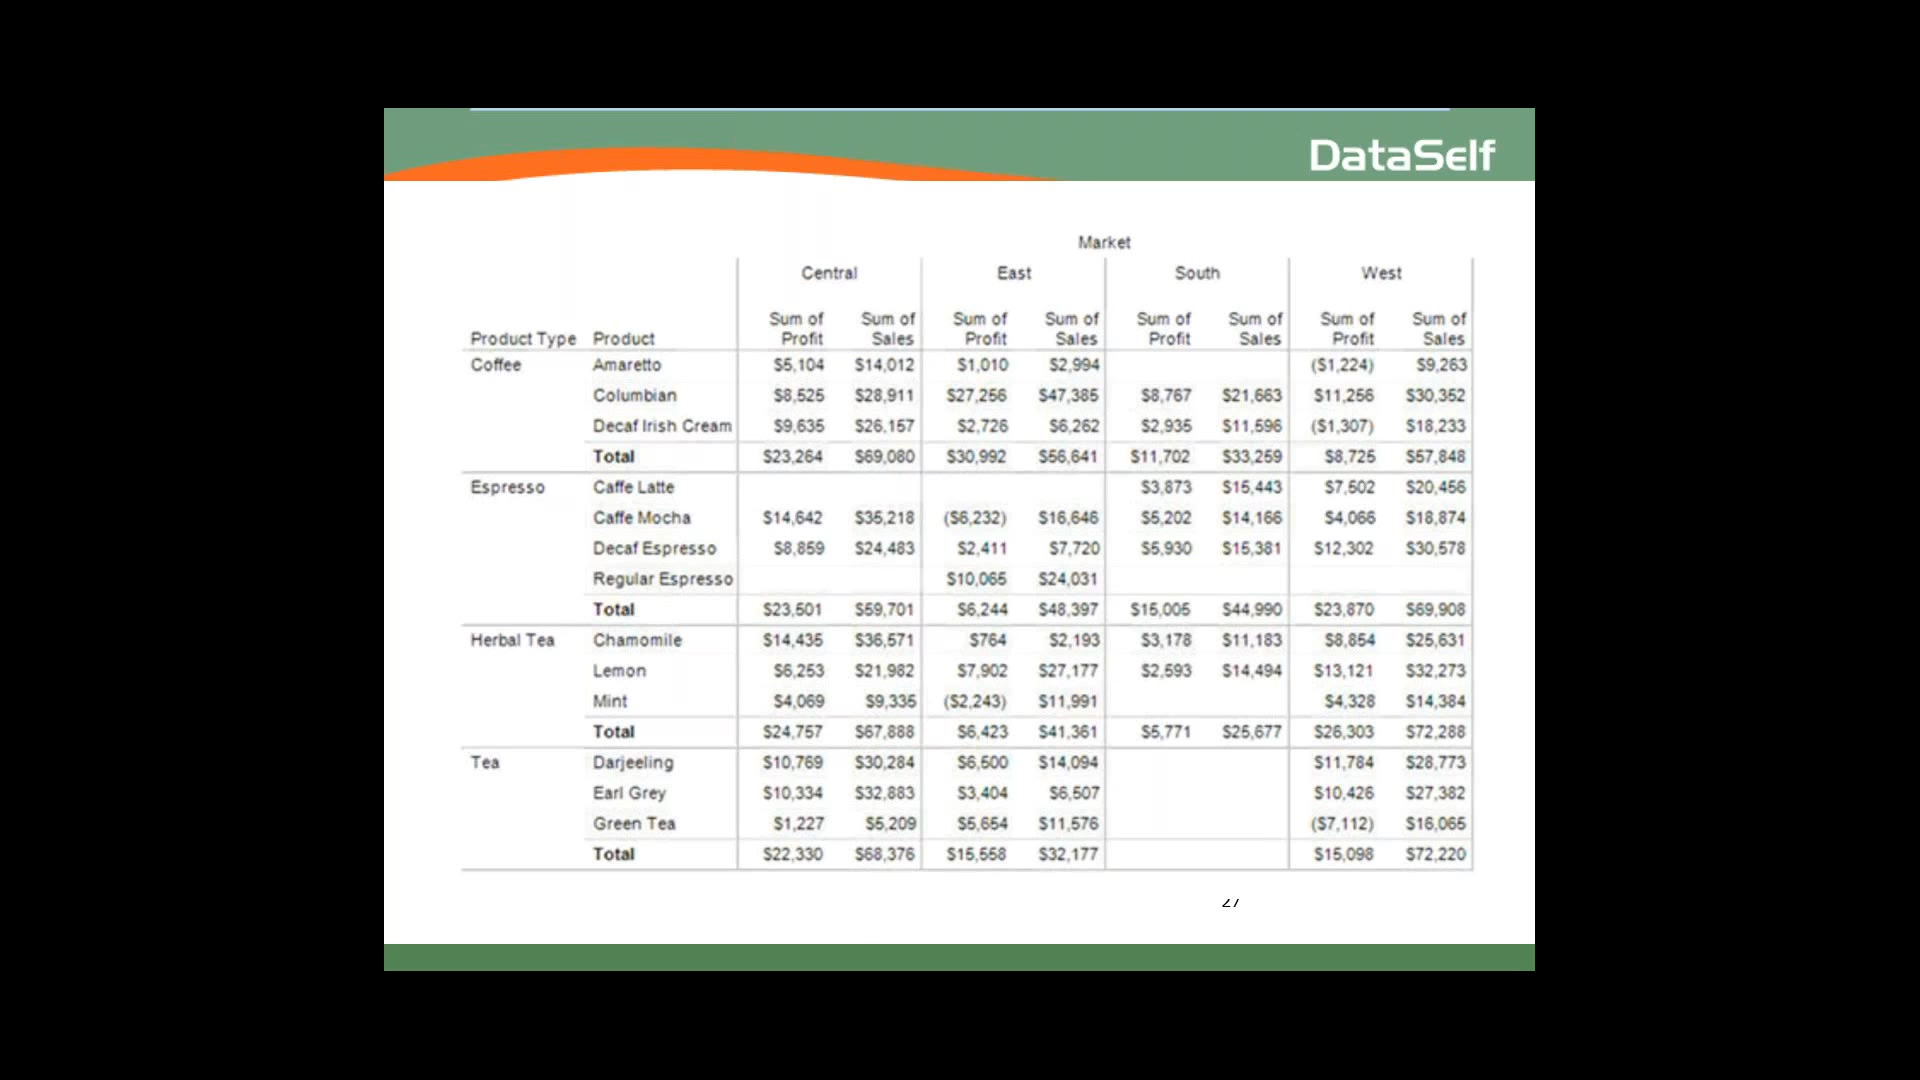 DataSelf
Market
Central East South West
Sum of Sum of Sum of Sum of Sum of Sum of Sum of Sum of
Product Type Product Profit Sales Profit Sales Profit Sales Profit Sales
Coffee Amaretto $5,104 $14,012 $1,010 $2,994 ($1,224) $9,263
Columbian $8,525 $28,911 $27,256 $47,385 $8,767 $21,663 $11,256 $30,352
Decaf Irish Cream $9,635 $26,157 $2,726 $6,262 $2,935 $11,596 ($1,307) $18,233
Total $23,264 $69,080 $30,992 $56,641 $11,702 $33,259 $8,725 $57,848
Espresso Caffe Latte $3,873 $15,443 $7,502 $20,456
Caffe Mocha $14,642 $35,218 ($6,232) $16,646 $5,202 $14,166 $4,066 $18,874
Decaf Espresso $8,859 $24,483 $2,411 $7,720 $5,930 $15,381 $12,302 $30,578
Regular Espresso $10,065 $24,031
Total $23,501 $59,701 $6,244 $48,397 $15,005 $44,990 $23,870 $69,908
Herbal Tea Chamomile $14,435 $36,571 $764 $2,193 $3,178 $11,183 $8,854 $25,631
Lemon $6,253 $21,982 $7,902 $27,177 $2,593 $14,494 $13,121 $32,273
Mint $4,069 $9,335 ($2,243) $11,991 $4,328 $14,384
Total $24,757 $67,888 $6,423 $41,361 $5,771 $25,677 $26,303 $72,288
Tea Darjeeling $10,769 $30,284 $6,500 $14,094 $11,784 $28,773
Earl Grey $10,334 $32,883 $3,404 $6,507 $10,426 $27,382
Green Tea $1,227 $5,209 $5,654 $11,576 ($7,112) $16,065
Total $22,330 $68,376 $15,558 $32,177 $15,098 $72,220
27